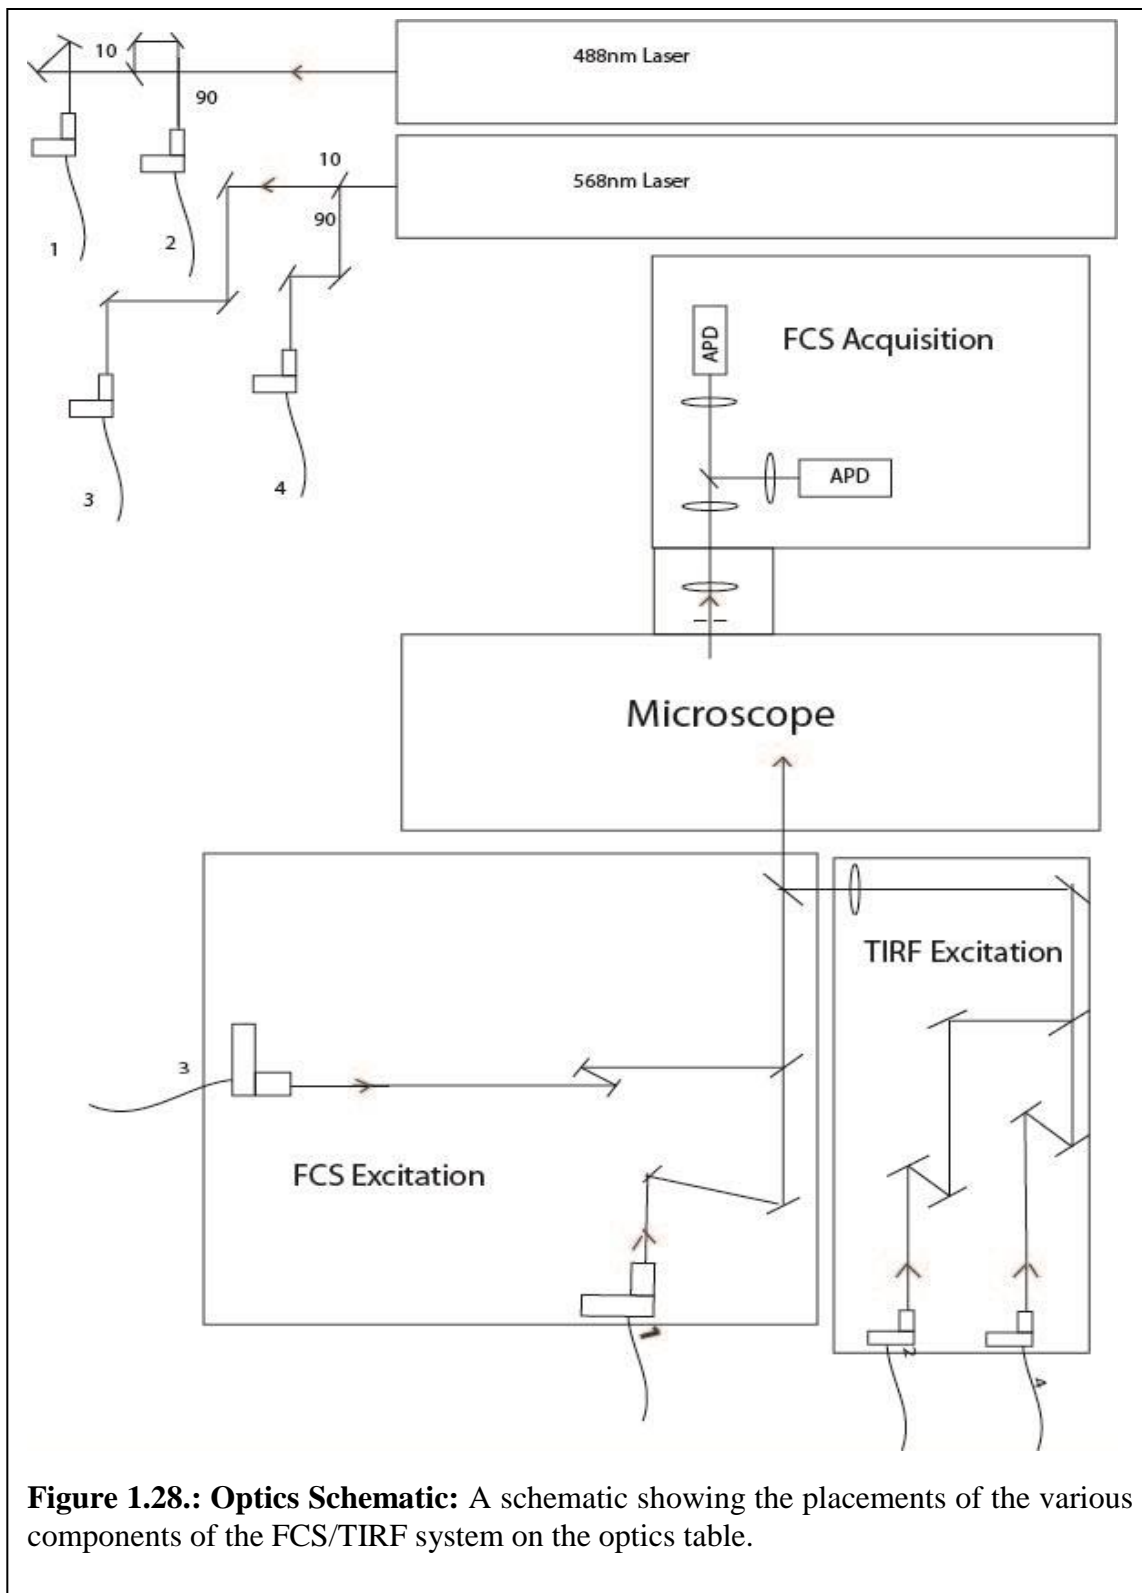 488nm Laser
10
90
568nm Laser
10
90
1
2
3
4
FCS Acquisition
APD
APD
Microscope
TIRF Excitation
3
FCS Excitation
1
2
4
Figure 1.28.: Optics Schematic: A schematic showing the placements of the various
components of the FCS/TIRF system on the optics table.